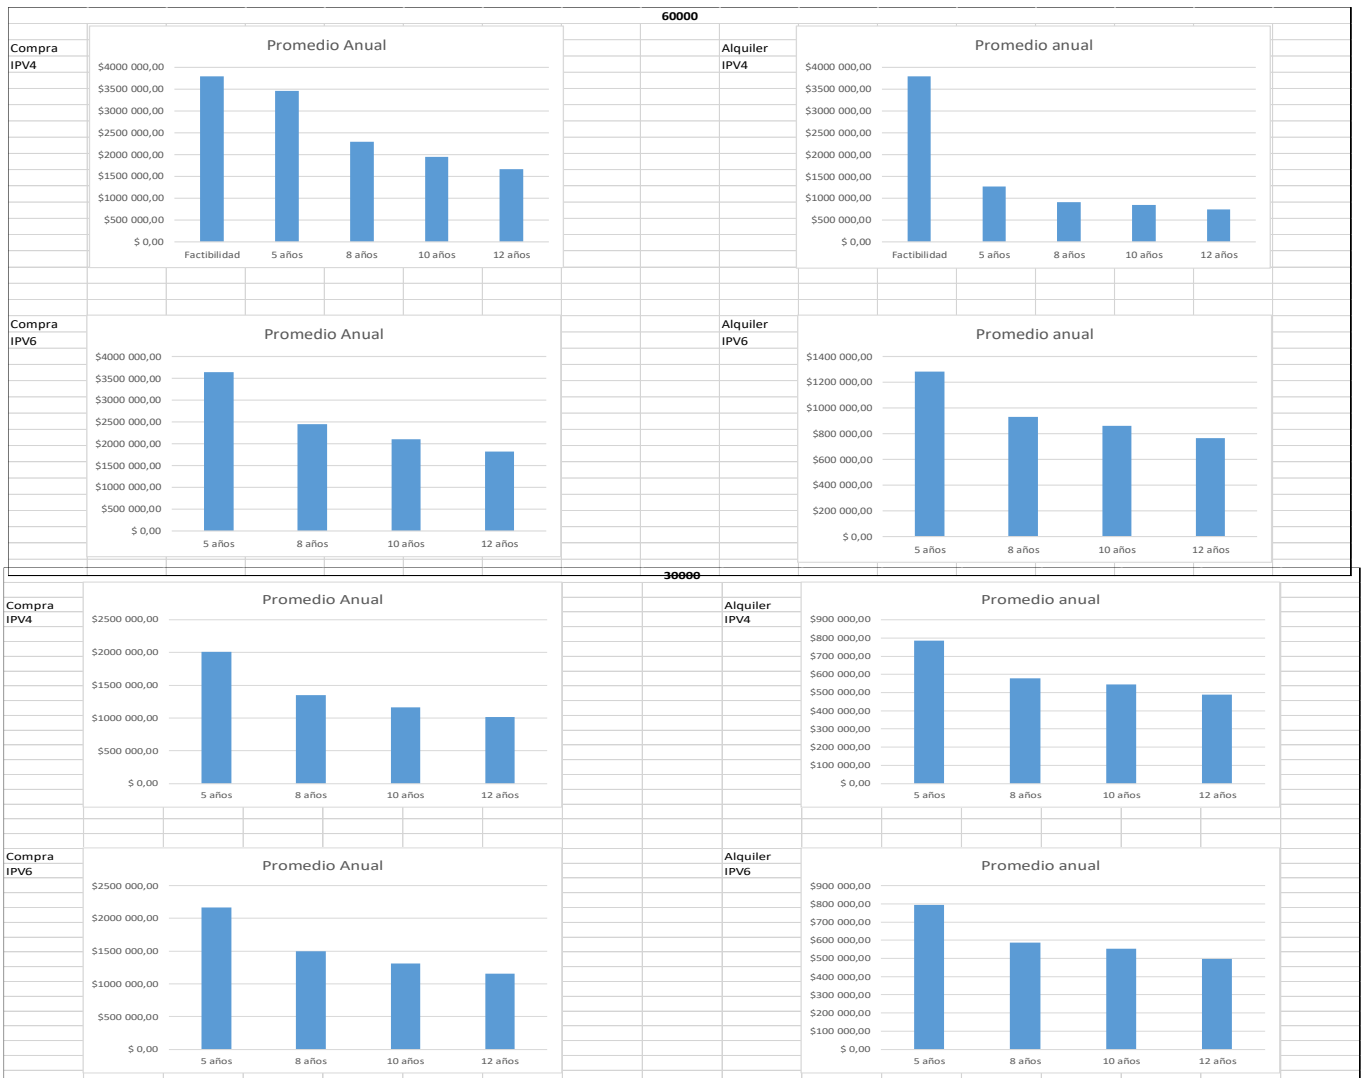 60000
Compra
IPV4
Promedio Anual
$4000 000,00
$3500 000,00
$3000 000,00
$2500 000,00
$2000 000,00
$1500 000,00
$1000 000,00
$500 000,00
$ 0,00
Factibilidad 5 años 8 años 10 años 12 años
Alquiler
IPV4
Promedio anual
$4000 000,00
$3500 000,00
$3000 000,00
$2500 000,00
$2000 000,00
$1500 000,00
$1000 000,00
$500 000,00
$ 0,00
Factibilidad 5 años 8 años 10 años 12 años
Compra
IPV6
Promedio Anual
$4000 000,00
$3500 000,00
$3000 000,00
$2500 000,00
$2000 000,00
$1500 000,00
$1000 000,00
$500 000,00
$ 0,00
5 años 8 años 10 años 12 años
Alquiler
IPV6
Promedio anual
$1400 000,00
$1200 000,00
$1000 000,00
$800 000,00
$600 000,00
$400 000,00
$200 000,00
$ 0,00
5 años 8 años 10 años 12 años
30000
Compra
IPV4
Promedio Anual
$2500 000,00
$2000 000,00
$1500 000,00
$1000 000,00
$500 000,00
$ 0,00
5 años 8 años 10 años 12 años
Alquiler
IPV4
Promedio anual
$900 000,00
$800 000,00
$700 000,00
$600 000,00
$500 000,00
$400 000,00
$300 000,00
$200 000,00
$100 000,00
$ 0,00
5 años 8 años 10 años 12 años
Compra
IPV6
Promedio Anual
$2500 000,00
$2000 000,00
$1500 000,00
$1000 000,00
$500 000,00
$ 0,00
5 años 8 años 10 años 12 años
Alquiler
IPV6
Promedio anual
$900 000,00
$800 000,00
$700 000,00
$600 000,00
$500 000,00
$400 000,00
$300 000,00
$200 000,00
$100 000,00
$ 0,00
5 años 8 años 10 años 12 años